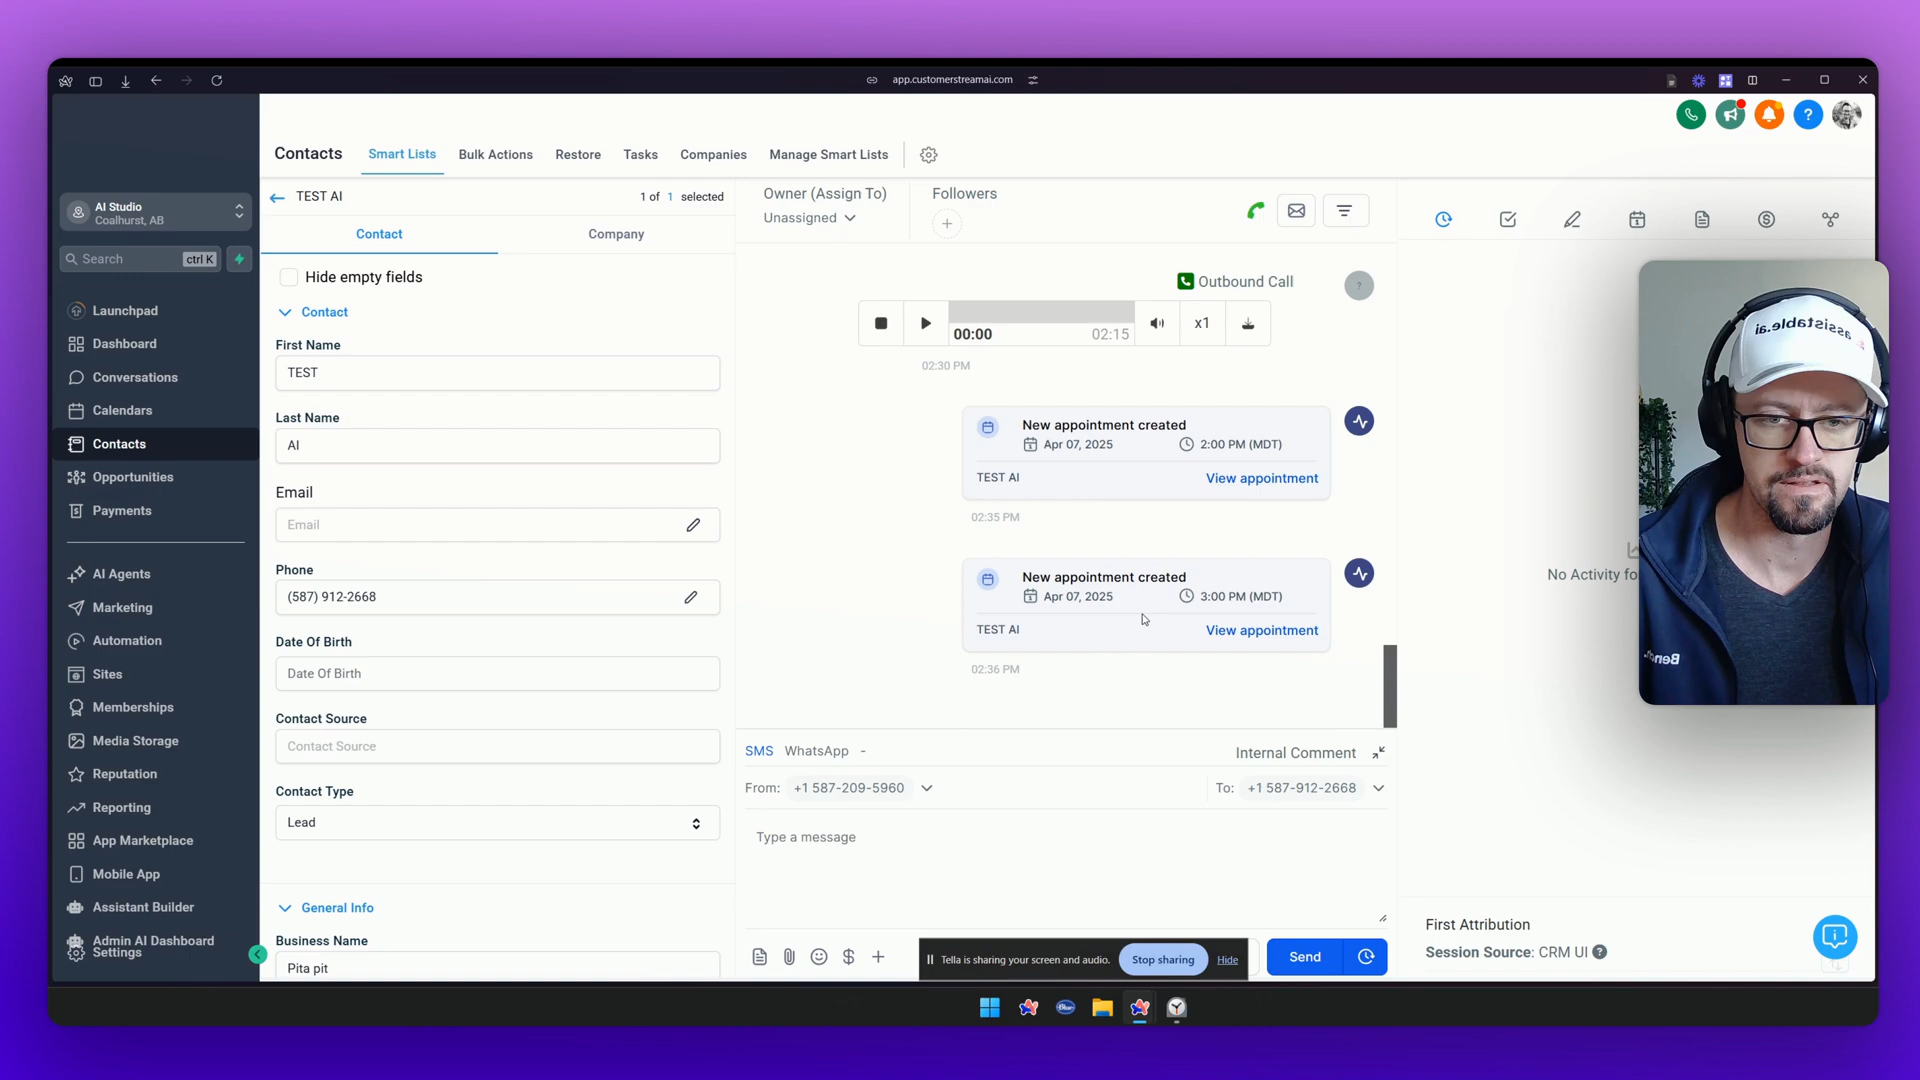 app.customerstreamai.com
Contacts
Smart Lists
Bulk Actions
Restore
Tasks
Companies
Manage Smart Lists
AI Studio
Coalhurst, AB
Search
ctrl K
Launchpad
Dashboard
Conversations
Calendars
Contacts
Opportunities
Payments
AI Agents
Marketing
Automation
Sites
Memberships
Media Storage
Reputation
Reporting
App Marketplace
Mobile App
Assistant Builder
Admin AI Dashboard
Settings
TEST AI
1 of 1 selected
Contact
Company
Hide empty fields
Contact
First Name
TEST
Last Name
AI
Email
Email
Phone
(587) 912-2668
Date Of Birth
Date Of Birth
Contact Source
Contact Source
Contact Type
Lead
General Info
Business Name
Pita pit
Owner (Assign To)
Unassigned
Followers
Outbound Call
?
00:00
02:15
x1
02:30 PM
New appointment created
Apr 07, 2025
2:00 PM (MDT)
TEST AI
View appointment
02:35 PM
New appointment created
Apr 07, 2025
3:00 PM (MDT)
TEST AI
View appointment
02:36 PM
SMS
WhatsApp
-
Internal Comment
From: +1 587-209-5960
To: +1 587-912-2668
Type a message
Tella is sharing your screen and audio.
Stop sharing
Hide
Send
No Activity fo
First Attribution
Session Source: CRM UI
assistable.ai